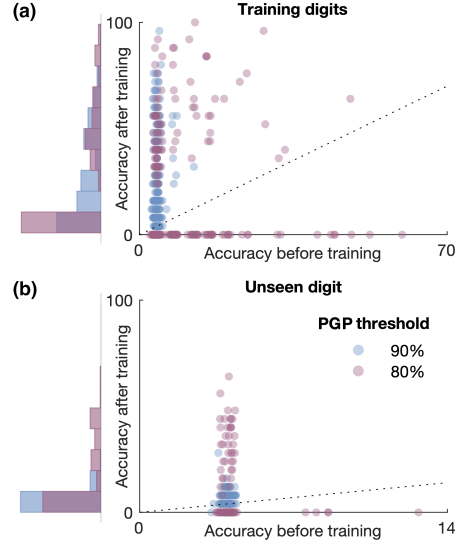 (a)
Training digits
100
Accuracy after training
0
Accuracy before training
70
(b)
Unseen digit
100
PGP threshold
90%
80%
Accuracy after training
0
0
Accuracy before training
14